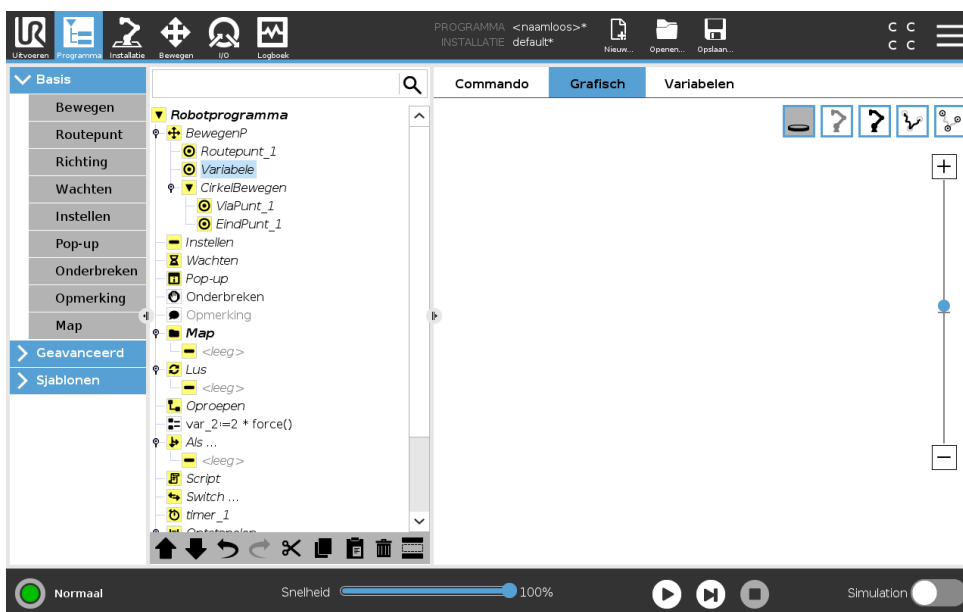 PROGRAMMA <naamloos>*
INSTALLATIE default*
Uitvoeren Programma Installatie Bewegen I/O Logboek Nieuw... Openen... Opslaan...
C C
C C
Basis
Bewegen
Routepunt
Richting
Wachten
Instellen
Pop-up
Onderbreken
Opmerking
Map
Geavanceerd
Sjablonen
Robotprogramma
BewegenP
Routepunt_1
Variabele
CirkelBewegen
ViaPunt_1
EindPunt_1
Instellen
Wachten
Pop-up
Onderbreken
Opmerking
Map
<leeg>
Lus
<leeg>
Oproepen
var_2:=2 * force()
Als ...
<leeg>
Script
Switch ...
timer_1
Commando Grafisch Variabelen
Normaal Snelheid 100% Simulation